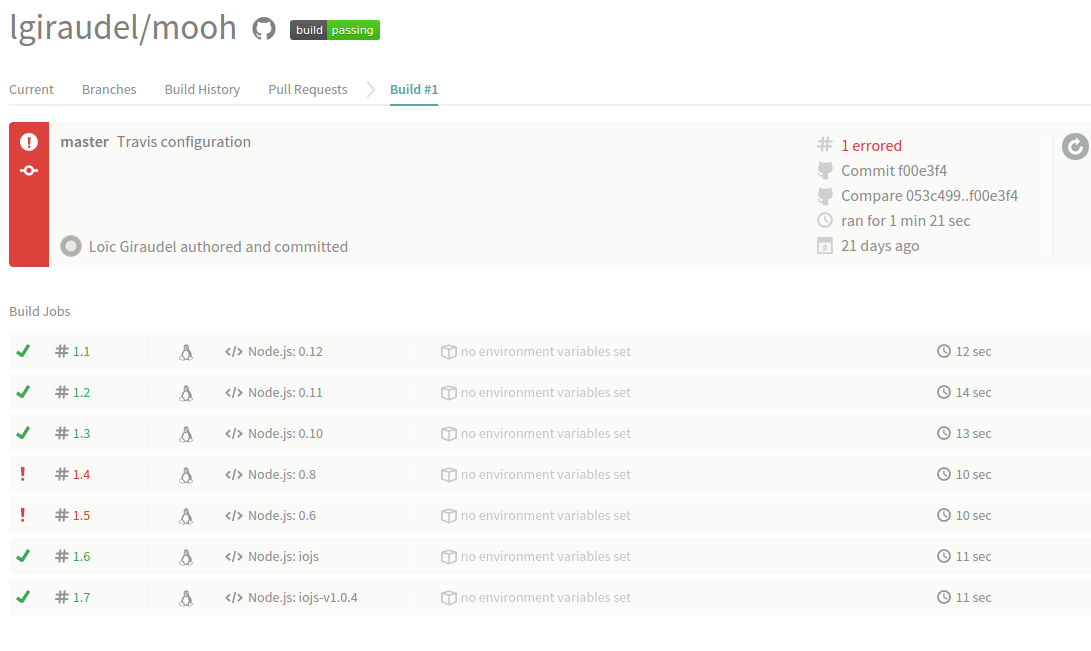 lgiraudel/mooh build passing
Current Branches Build History Pull Requests Build #1
master Travis configuration
Loïc Giraudel authored and committed
1 errored
Commit f00e3f4
Compare 053c499..f00e3f4
ran for 1 min 21 sec
21 days ago
Build Jobs
# 1.1 </> Node.js: 0.12 no environment variables set 12 sec
# 1.2 </> Node.js: 0.11 no environment variables set 14 sec
# 1.3 </> Node.js: 0.10 no environment variables set 13 sec
! # 1.4 </> Node.js: 0.8 no environment variables set 10 sec
! # 1.5 </> Node.js: 0.6 no environment variables set 10 sec
# 1.6 </> Node.js: iojs no environment variables set 11 sec
# 1.7 </> Node.js: iojs-v1.0.4 no environment variables set 11 sec